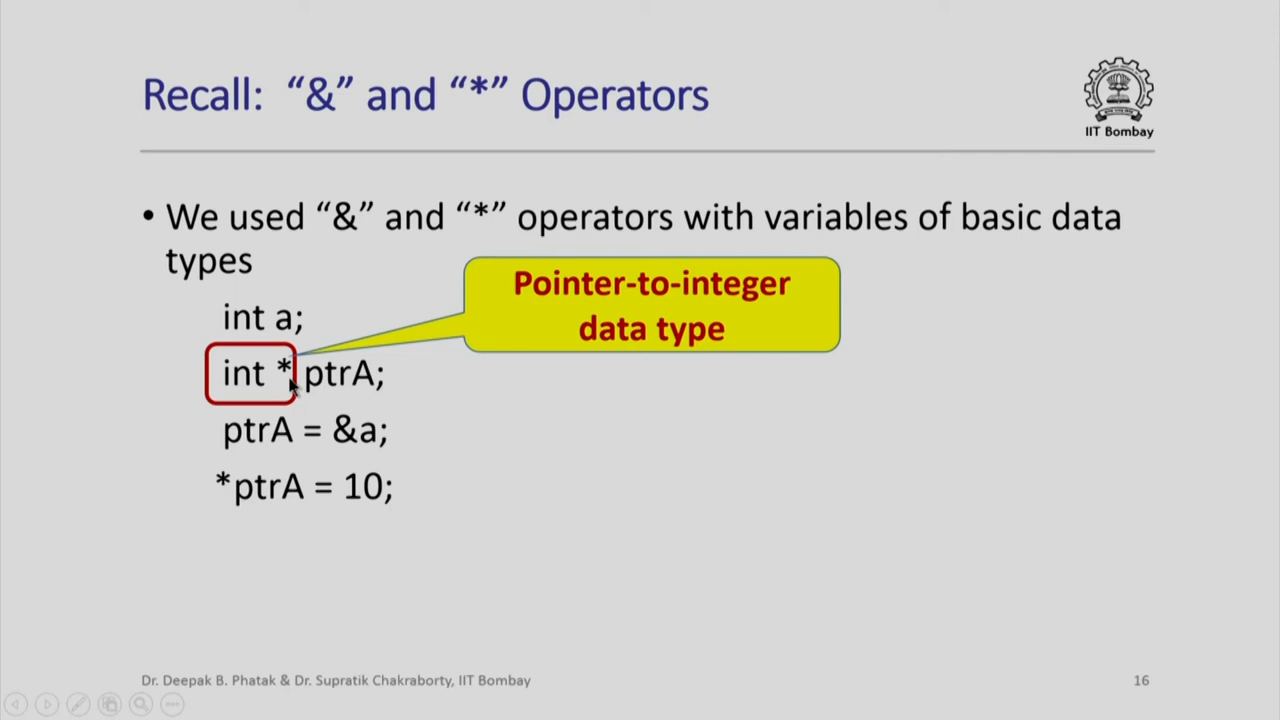 Recall: “&” and “*” Operators
IIT Bombay
• We used “&” and “*” operators with variables of basic data
types
Pointer-to-integer
data type
int a;
int * ptrA;
ptrA = &a;
*ptrA = 10;
Dr. Deepak B. Phatak & Dr. Supratik Chakraborty, IIT Bombay
16